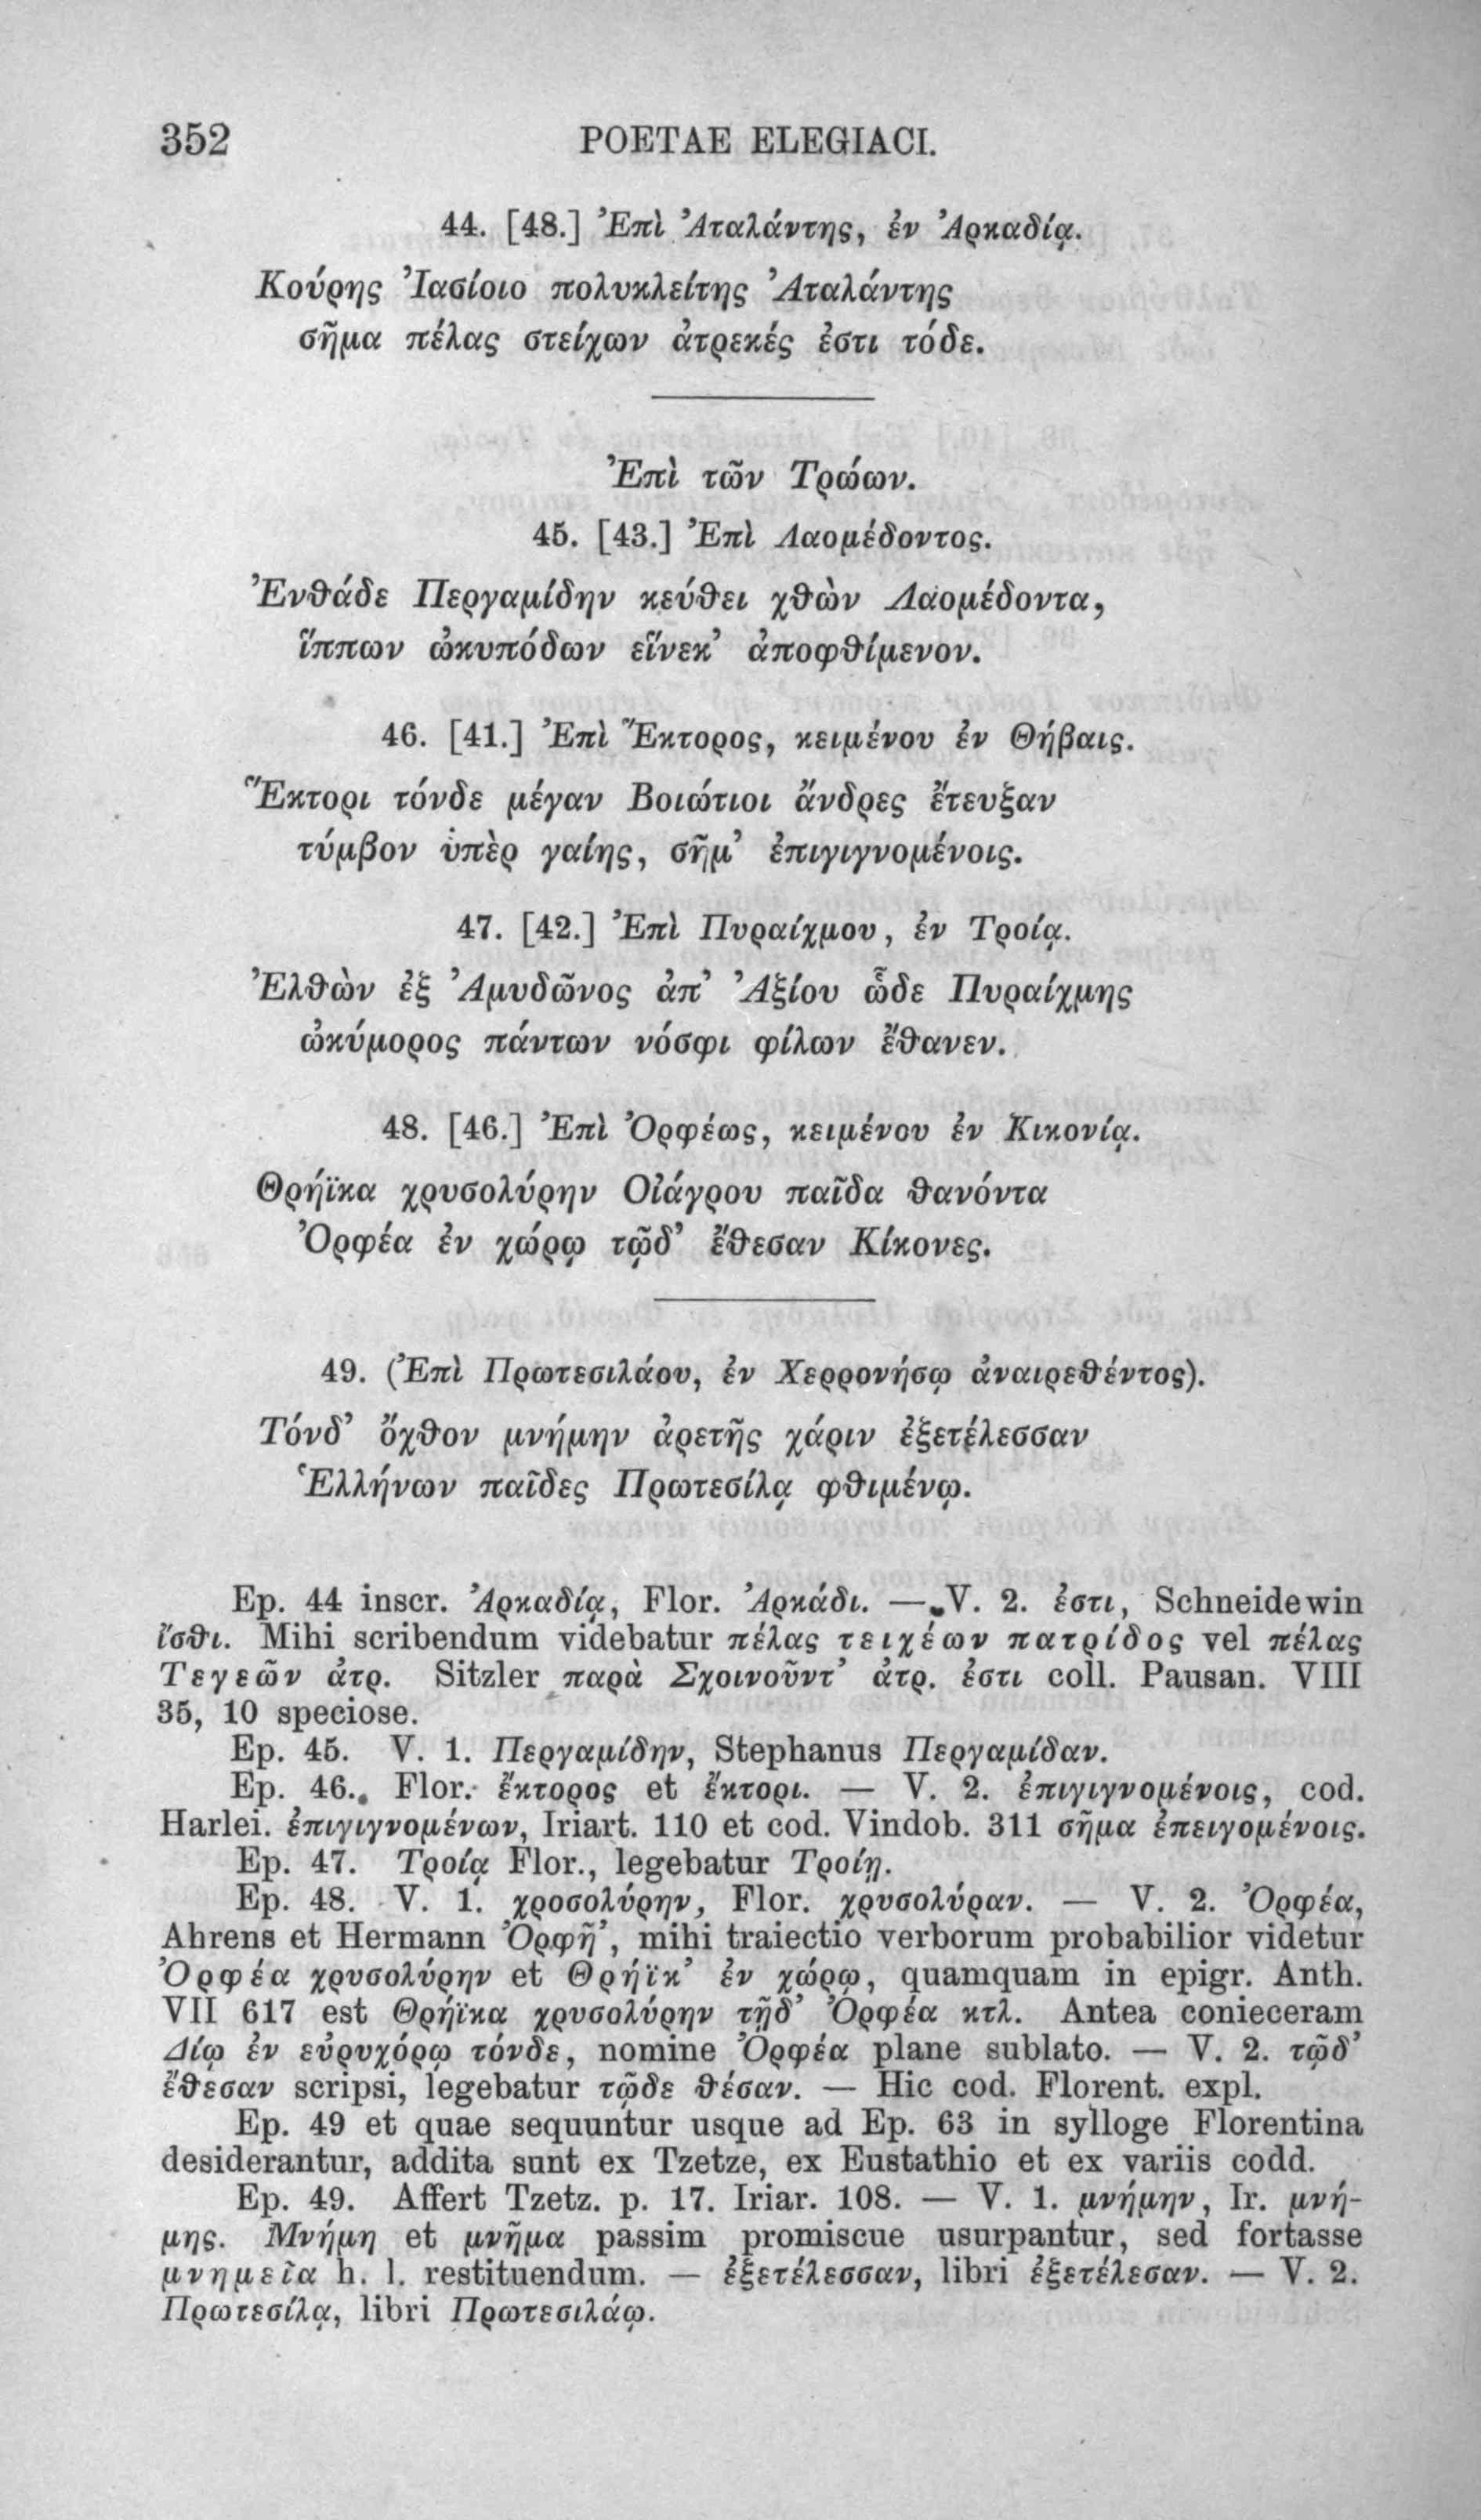 352
POETAE ELEGIACI.
44. [48.] Ἐπὶ Ἀταλάντης, ἐν Ἀρκαδίᾳ.
Κούρης Ἰασίοιο πολυκλείτης Ἀταλάντης
σῆμα πέλας στείχων ἀτρεκές ἐστι τόδε.
Ἐπὶ τῶν Τρώων.
45. [43.] Ἐπὶ Λαομέδοντος.
Ἐνθάδε Περγαμίδην κεύθει χθὼν Λαομέδοντα,
ἵππων ὠκυπόδων εἵνεκ’ ἀποφθίμενον.
46. [41.] Ἐπὶ Ἕκτορος, κειμένου ἐν Θήβαις.
Ἕκτορι τόνδε μέγαν Βοιώτιοι ἄνδρες ἔτευξαν
τύμβον ὑπὲρ γαίης, σῆμ’ ἐπιγιγνομένοις.
47. [42.] Ἐπὶ Πυραίχμου, ἐν Τροίᾳ.
Ἐλθὼν ἐξ Ἀμυδῶνος ἀπ’ Ἀξίου ὧδε Πυραίχμης
ὠκύμορος πάντων νόσφι φίλων ἔθανεν.
48. [46.] Ἐπὶ Ὀρφέως, κειμένου ἐν Κικονίᾳ.
Θρήϊκα χρυσολύρην Οἰάγρου παῖδα θανόντα
Ὀρφέα ἐν χώρῳ τῷδ’ ἔθεσαν Κίκονες.
49. (Ἐπὶ Πρωτεσιλάου, ἐν Χερρονήσῳ ἀναιρεθέντος).
Τόνδ’ ὄχθον μνήμην ἀρετῆς χάριν ἐξετέλεσσαν
Ἑλλήνων παῖδες Πρωτεσίλᾳ φθιμένῳ.
Ep. 44 inscr. Ἀρκαδίᾳ, Flor. Ἀρκάδι. — V. 2. ἐστι, Schneidewin
ἴσθι. Mihi scribendum videbatur πέλας τειχέων πατρίδος vel πέλας
Τεγεῶν ἀτρ. Sitzler παρὰ Σχοινοῦντ’ ἀτρ. ἐστι coll. Pausan. VIII
35, 10 speciose.
Ep. 45. V. 1. Περγαμίδην, Stephanus Περγαμίδαν.
Ep. 46. Flor. ἔκτορος et ἔκτορι. — V. 2. ἐπιγιγνομένοις, cod.
Harlei. ἐπιγιγνομένων, Iriart. 110 et cod. Vindob. 311 σῆμα ἐπειγομένοις.
Ep. 47. Τροίᾳ Flor., legebatur Τροίῃ.
Ep. 48. V. 1. χροσολύρην, Flor. χρυσολύραν. — V. 2. Ὀρφέα,
Ahrens et Hermann Ὀρφῆ’, mihi traiectio verborum probabilior videtur
Ὀρφέα χρυσολύρην et Θρήϊκ’ ἐν χώρῳ, quamquam in epigr. Anth.
VII 617 est Θρήϊκα χρυσολύρην τῇδ’ Ὀρφέα κτλ. Antea conieceram
Δίῳ ἐν εὐρυχόρῳ τόνδε, nomine Ὀρφέα plane sublato. — V. 2. τῷδ’
ἔθεσαν scripsi, legebatur τῷδε θέσαν. — Hic cod. Florent. expl.
Ep. 49 et quae sequuntur usque ad Ep. 63 in sylloge Florentina
desiderantur, addita sunt ex Tzetze, ex Eustathio et ex variis codd.
Ep. 49. Affert Tzetz. p. 17. Iriar. 108. — V. 1. μνήμην, Ir. μνή-
μης. Μνήμη et μνῆμα passim promiscue usurpantur, sed fortasse
μνημεῖα h. l. restituendum. — ἐξετέλεσσαν, libri ἐξετέλεσαν. — V. 2.
Πρωτεσίλᾳ, libri Πρωτεσιλάῳ.